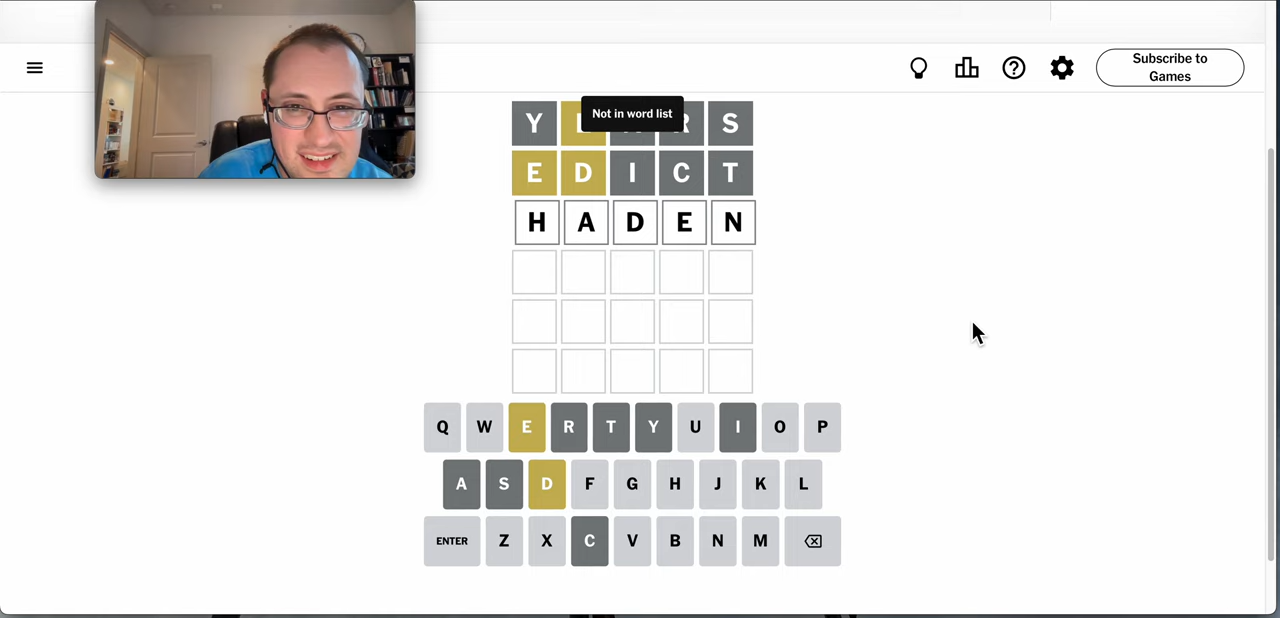 Subscribe to
Games
Not in word list
Y S
E D I C T
H A D E N
Q W E R T Y U I O P
A S D F G H J K L
ENTER Z X C V B N M